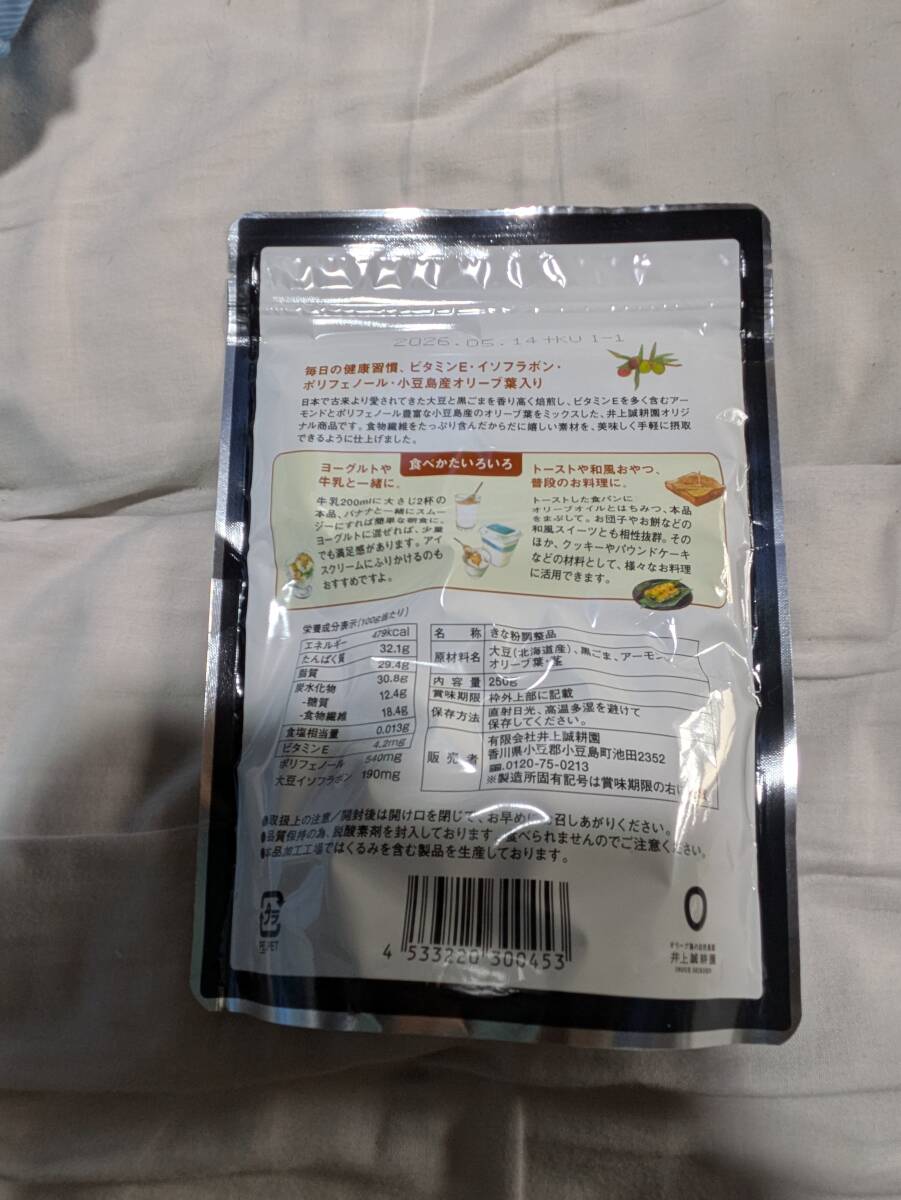 2026.05.14+KU I-1
毎日の健康習慣、ビタミンE・イソフラボン・
ポリフェノール・小豆島産オリーブ葉入り
日本で古来より愛されてきた大豆と黒ごまを香り高く焙煎し、ビタミンEを多く含むアー
モンドとポリフェノール豊富な小豆島産のオリーブ葉をミックスした、井上誠耕園オリジ
ナル商品です。食物繊維をたっぷり含んだからだに嬉しい素材を、美味しく手軽に摂取
できるように仕上げました。
食べかたいろいろ
ヨーグルトや
牛乳と一緒に。
牛乳200mlに大さじ2杯の
本品、バナナと一緒にスムー
ジーにすれば簡単な朝食に。
ヨーグルトに混ぜれば、少量
でも満足感があります。アイ
スクリームにふりかけるのも
おすすめですよ。
トーストや和風おやつ、
普段のお料理に。
トーストした食パンに
オリーブオイルとはちみつ、本品
をまぶして。お団子やお餅などの
和風スイーツとも相性抜群。その
ほか、クッキーやパウンドケーキ
などの材料として、様々なお料理
に活用できます。
栄養成分表示(100g当たり)
エネルギー 479kcal
たんぱく質 32.1g
脂質 29.4g
炭水化物 30.8g
-糖質 12.4g
-食物繊維 18.4g
食塩相当量 0.013g
ビタミンE 4.2mg
ポリフェノール 540mg
大豆イソフラボン 190mg
名称 きな粉調整品
原材料名 大豆(北海道産)、黒ごま、アーモン
オリーブ葉・茎
内容量 250g
賞味期限 枠外上部に記載
保存方法 直射日光、高温多湿を避けて
保存してください。
販売者 有限会社井上誠耕園
香川県小豆郡小豆島町池田2352
0120-75-0213
※製造所固有記号は賞味期限の右に
●取扱上の注意/開封後は開け口を閉じて、お早めにお召しあがりください。
●品質保持の為、脱酸素剤を封入しております。食べられませんのでご注意ください。
●本品加工工場ではくるみを含む製品を生産しております。
プラ
PE,PET
4 533220 300453
オリーブ畑の自然食品
井上誠耕園
INOUE SEIKOEN